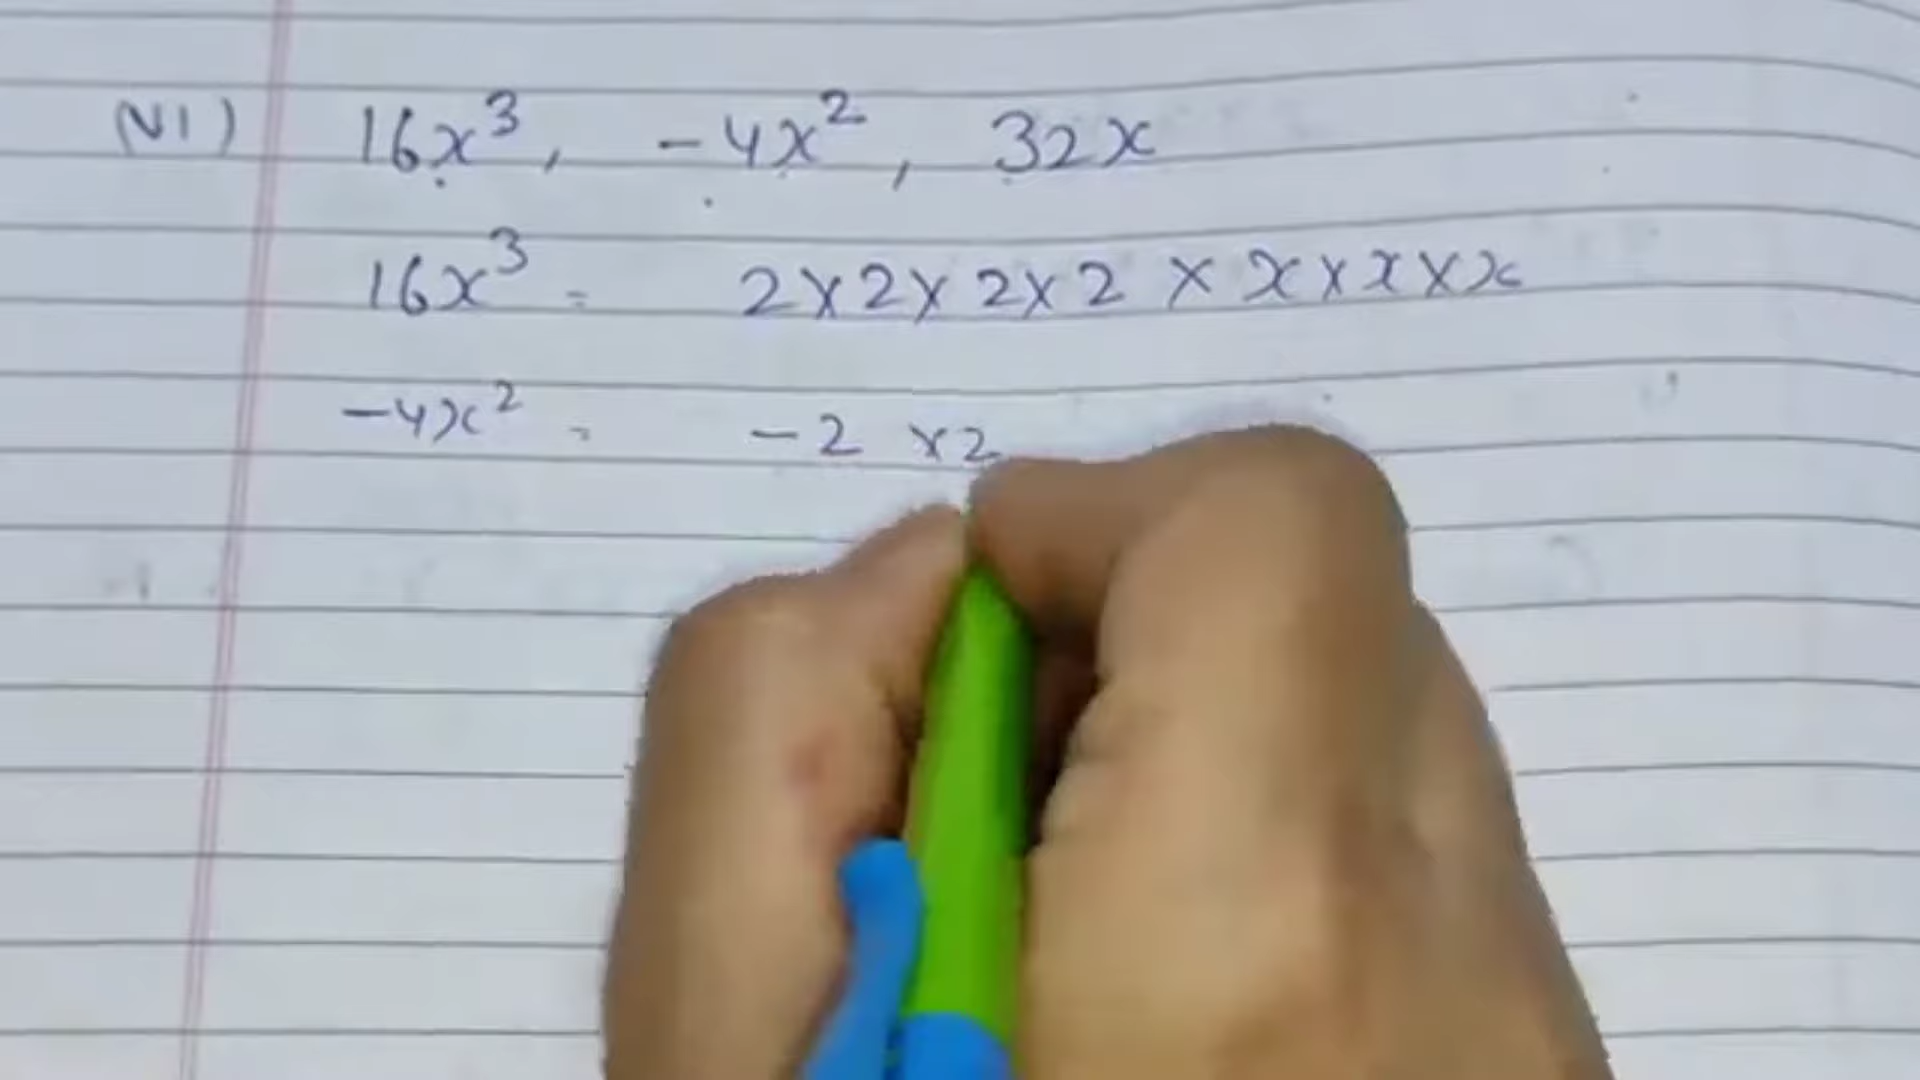 (VI) 16x³, -4x², 32x
16x³ = 2×2×2×2 × x×x×x
-4x² = -2 ×2